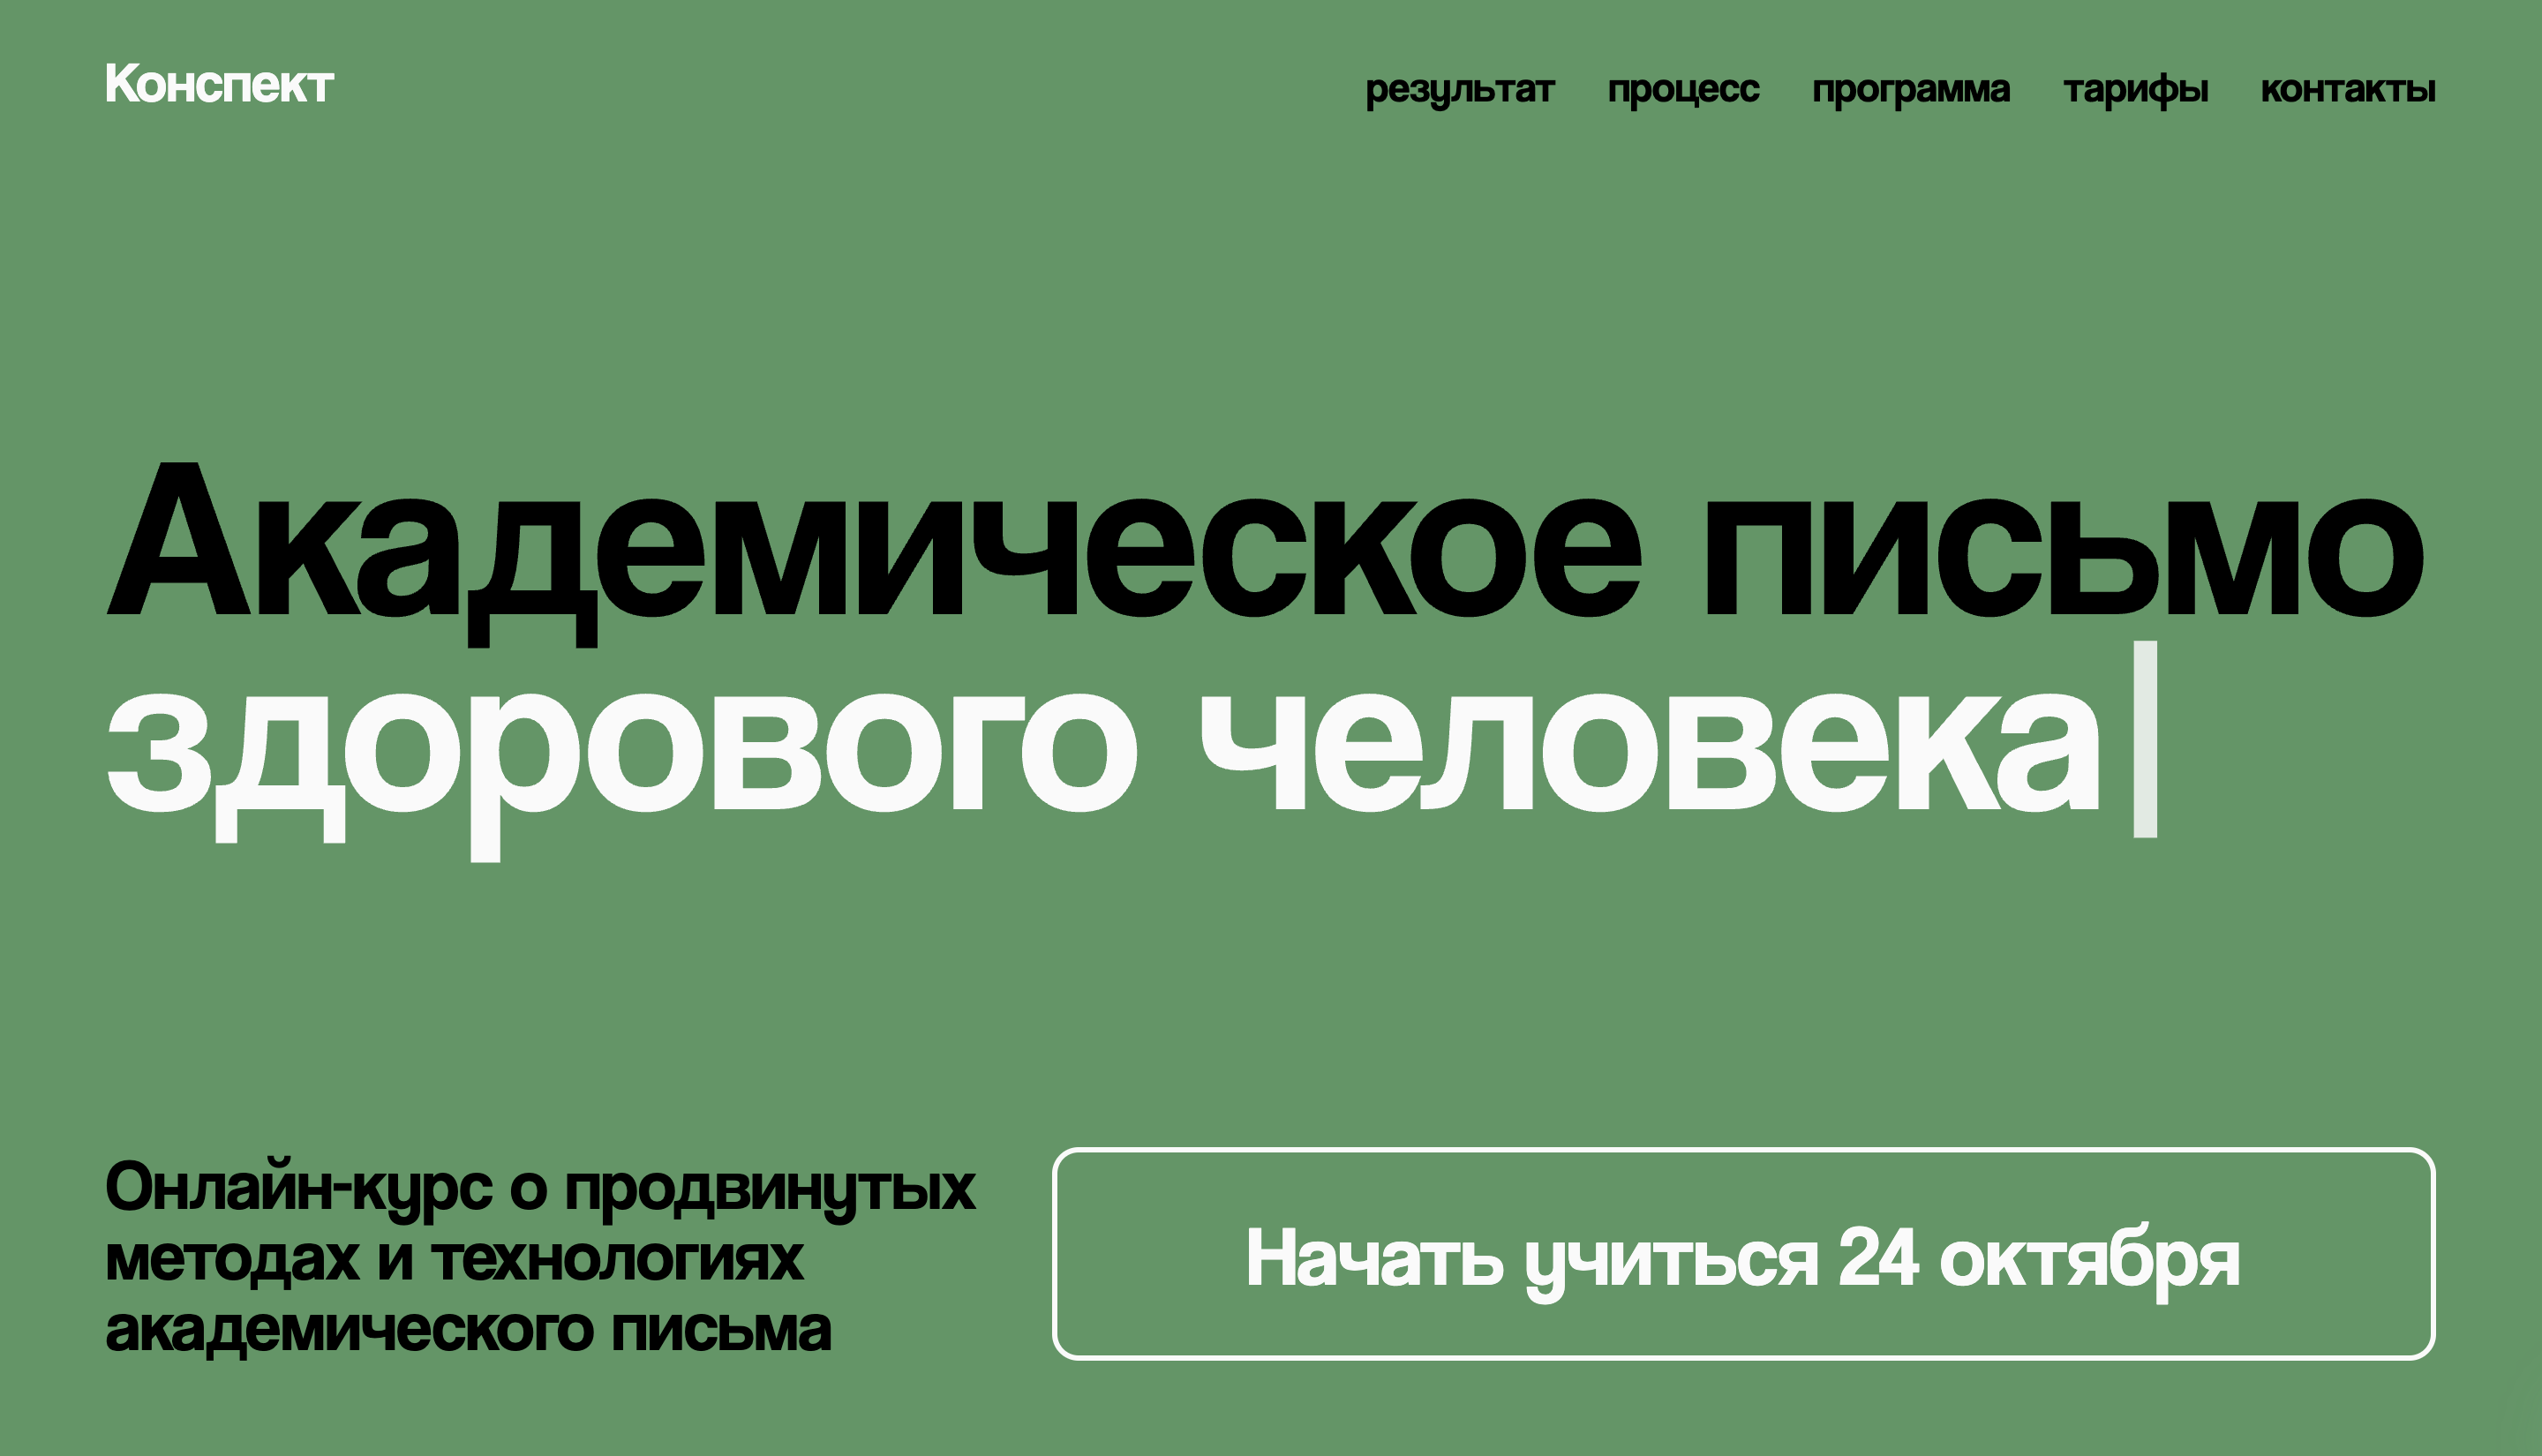 Конспект
результат процесс программа тарифы контакты
Академическое письмо
здорового человека
Онлайн-курс о продвинутых
методах и технологиях
академического письма
Начать учиться 24 октября